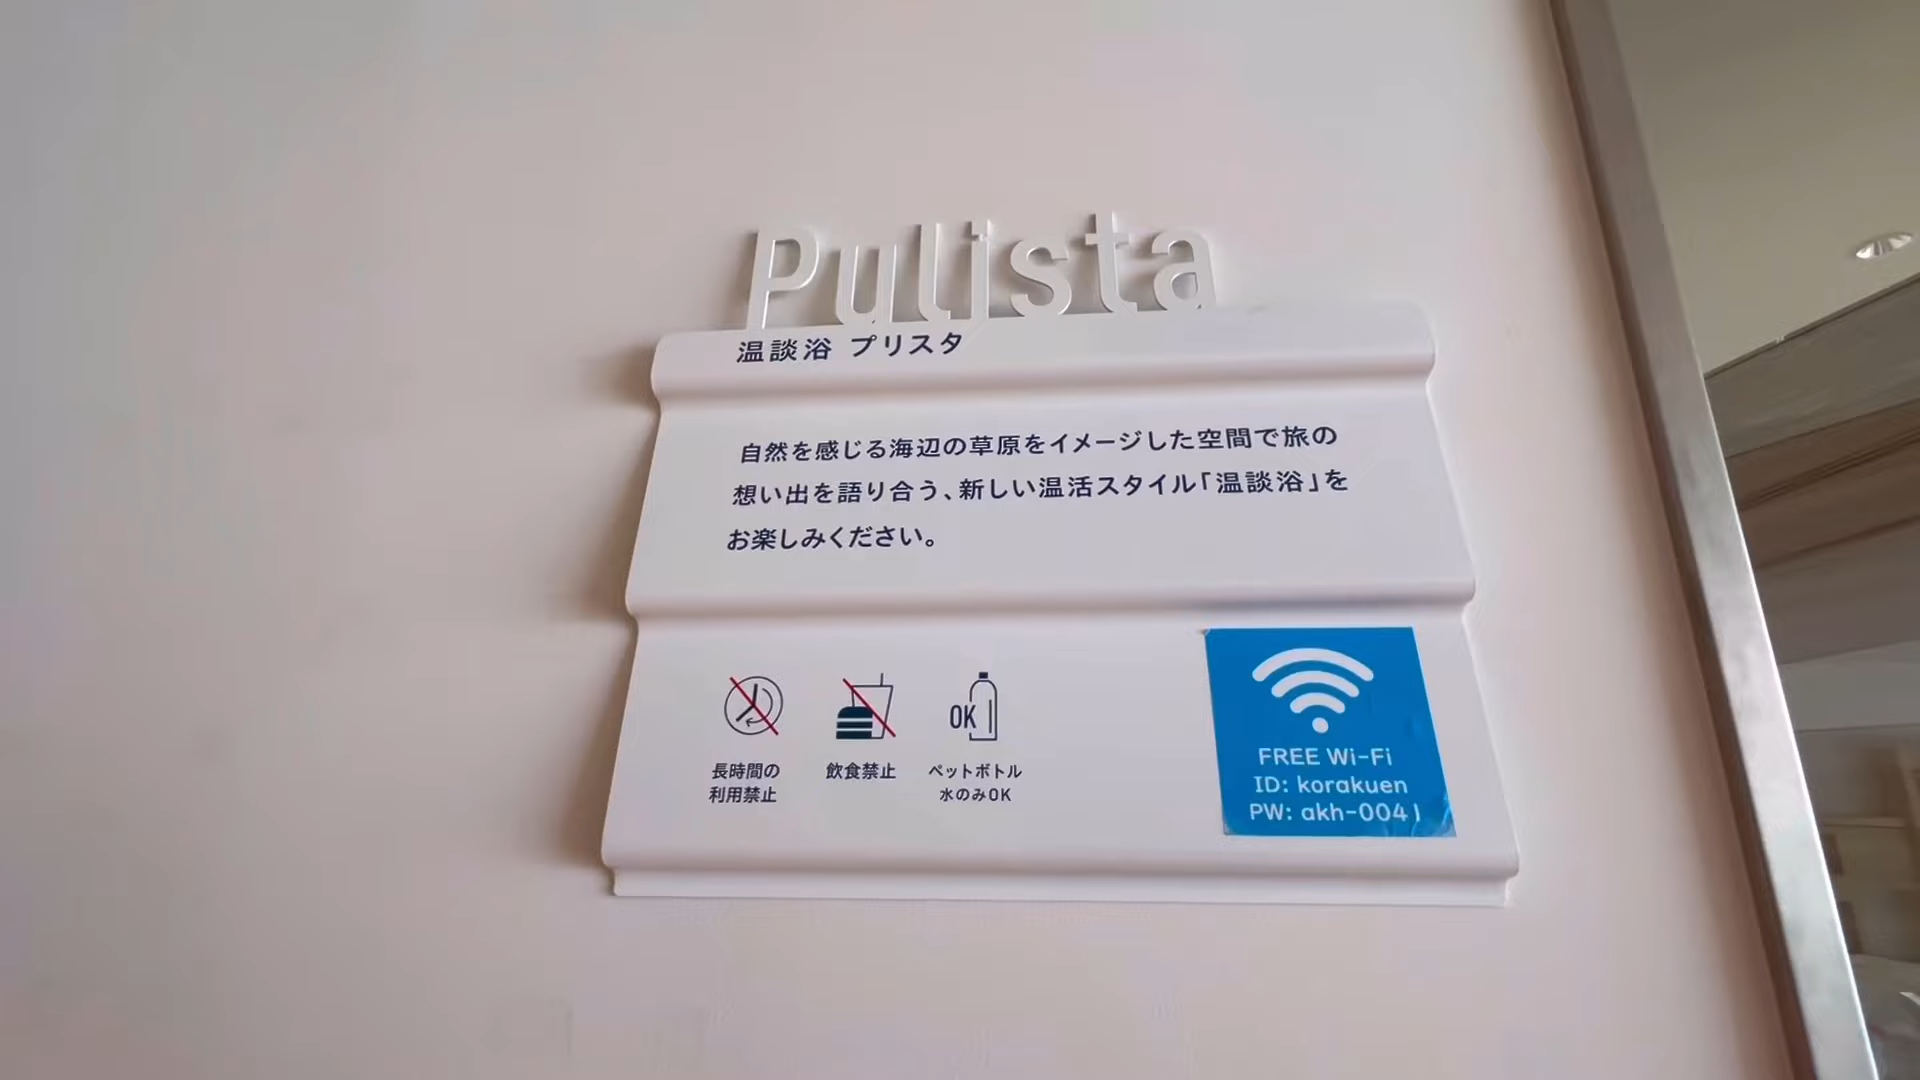 Pulista
温談浴 プリスタ
自然を感じる海辺の草原をイメージした空間で旅の
想い出を語り合う、新しい温活スタイル「温談浴」を
お楽しみください。
OK
長時間の
利用禁止
飲食禁止
ペットボトル
水のみOK
FREE Wi-Fi
ID: korakuen
PW: akh-0041